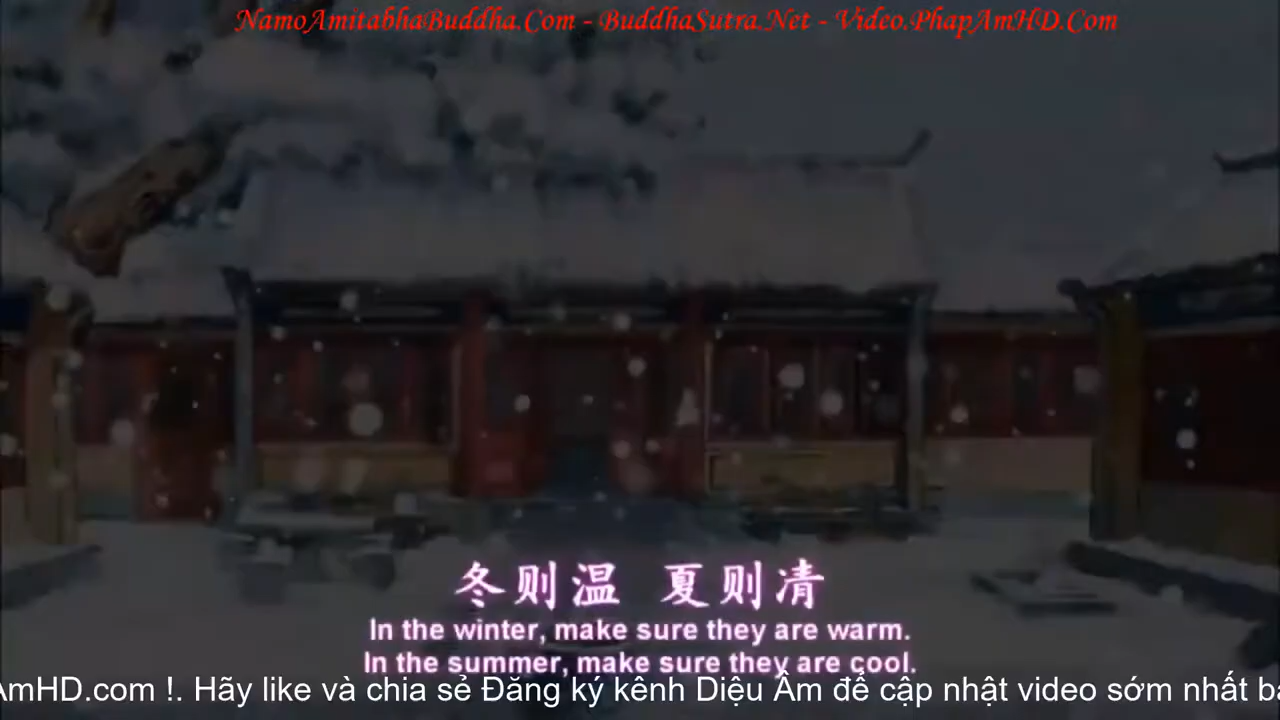 NamoAmitabhaBuddha.Com - BuddhaSutra.Net - Video.PhapAmHD.Com
冬则温 夏则凊
In the winter, make sure they are warm.
In the summer, make sure they are cool.
AmHD.com !. Hãy like và chia sẻ Đăng ký kênh Diệu Âm để cập nhật video sớm nhất